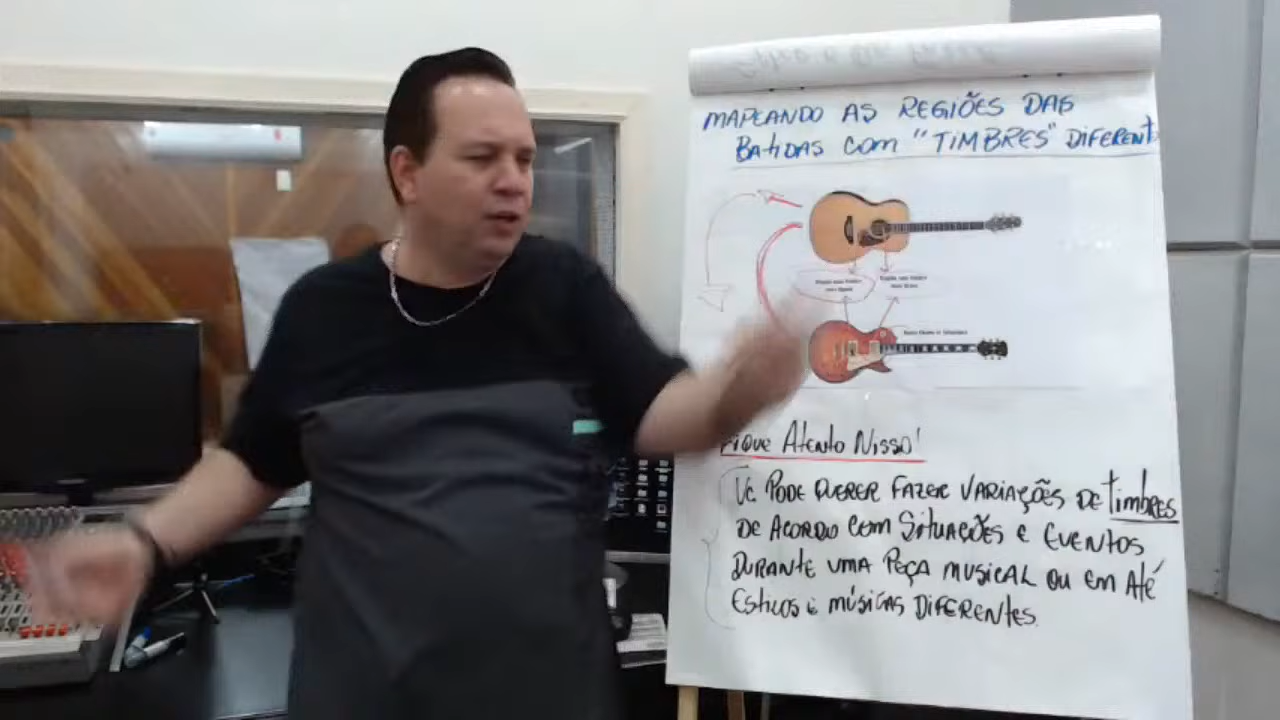 MAPEANDO AS REGIÕES DAS
BATIDAS COM "TIMBRES" DIFERENT
FIQUE ATENTO NISSO!
VC PODE QUERER FAZER VARIAÇÕES DE TIMBRES
DE ACORDO COM SITUAÇÕES E EVENTOS
DURANTE UMA PEÇA MUSICAL OU EM ATÉ
ESTILOS E MÚSICAS DIFERENTES.